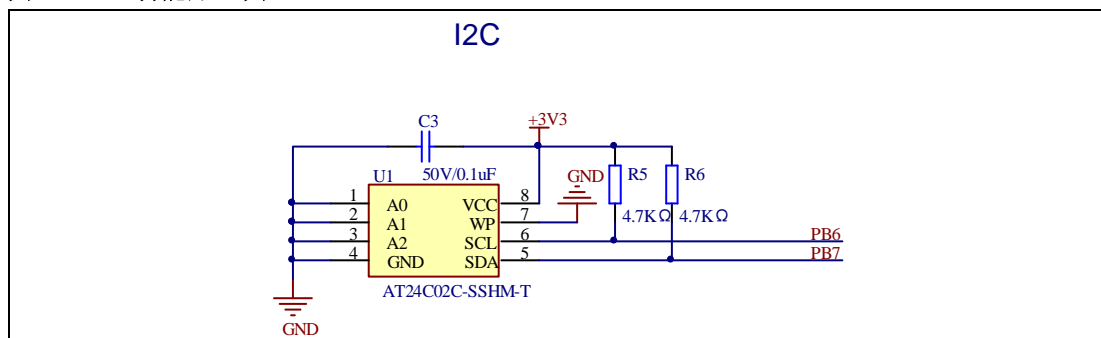 I2C
C3
+3V3
U1
50V/0.1uF
GND
R5
R6
4.7KΩ
4.7KΩ
1
A0
VCC
8
2
A1
WP
7
3
A2
SCL
6
PB6
4
GND
SDA
5
PB7
AT24C02C-SSHM-T
GND